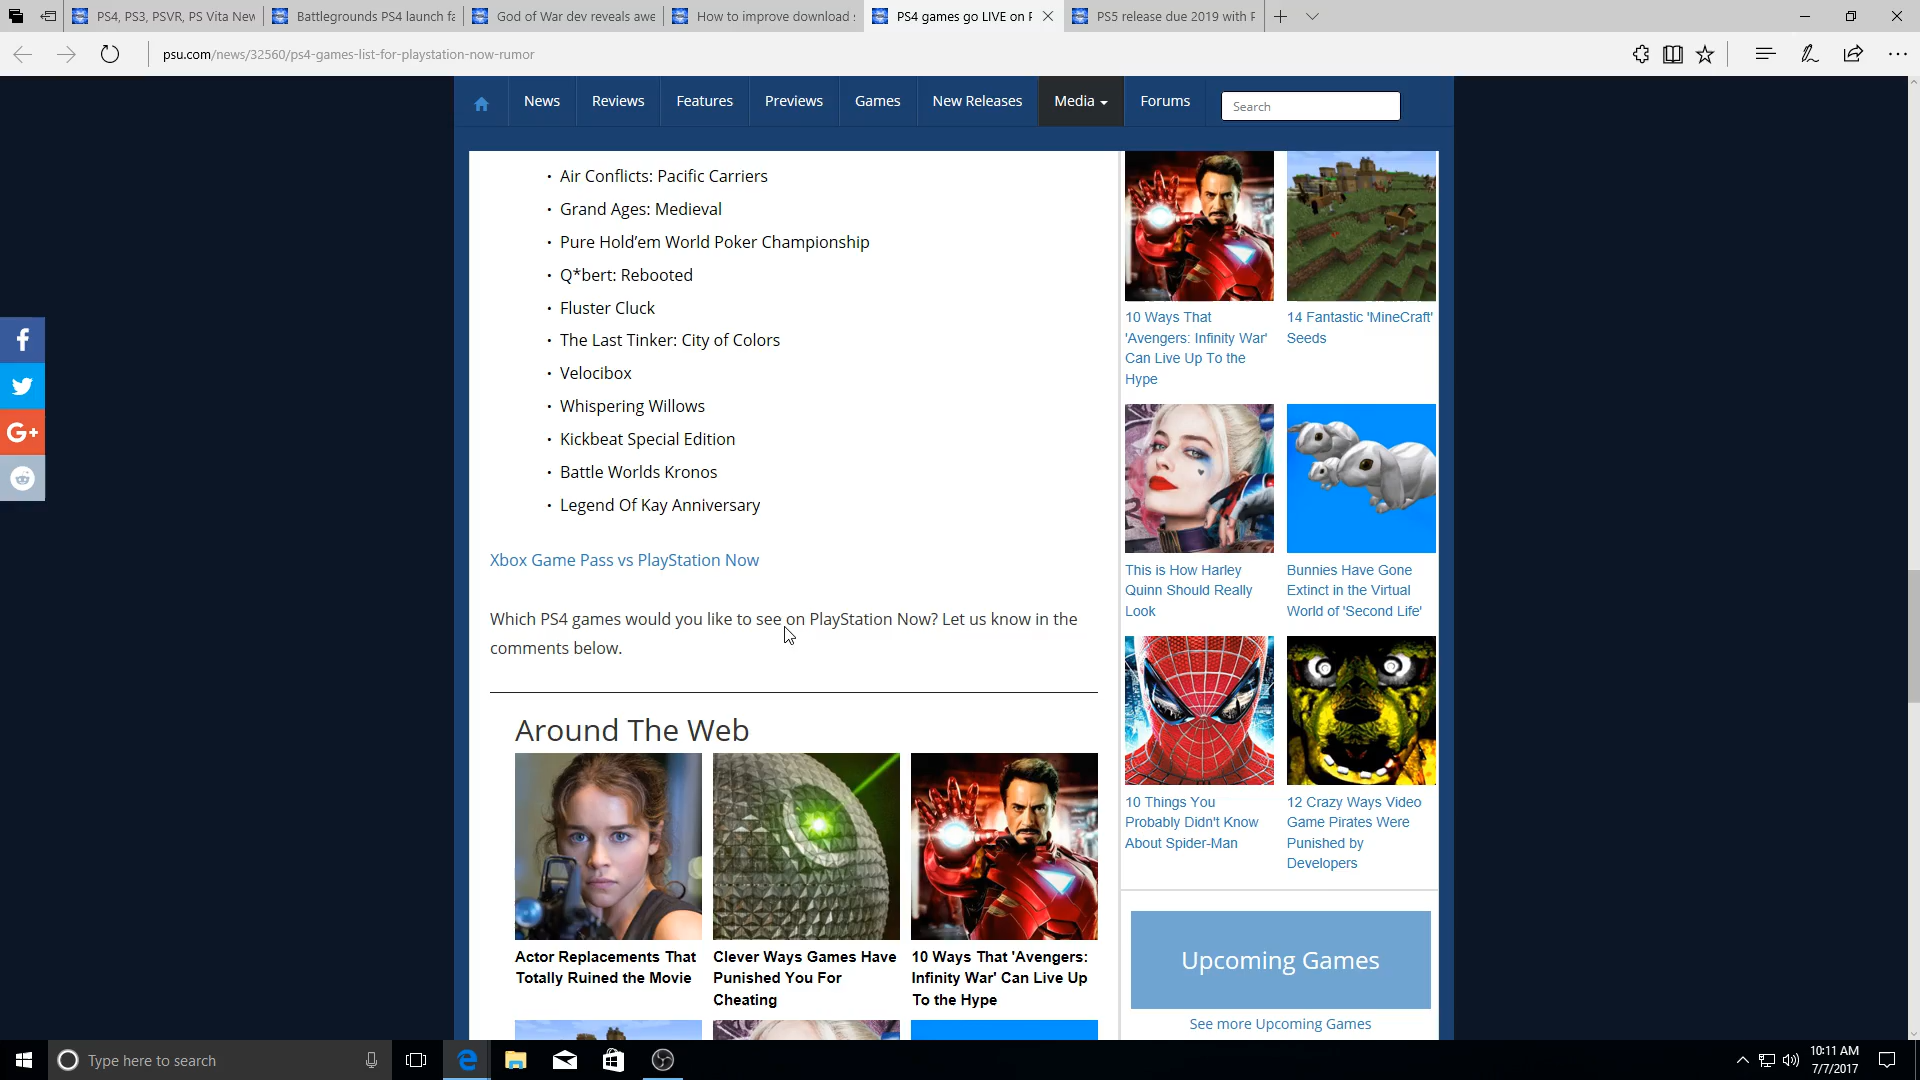 PS4, PS3, PSVR, PS Vita New
Battlegrounds PS4 launch fa
God of War dev reveals awe
How to improve download s
PS4 games go LIVE on P
PS5 release due 2019 with P
psu.com/news/32560/ps4-games-list-for-playstation-now-rumor
News
Reviews
Features
Previews
Games
New Releases
Media
Forums
Search
• Air Conflicts: Pacific Carriers
• Grand Ages: Medieval
• Pure Hold’em World Poker Championship
• Q*bert: Rebooted
• Fluster Cluck
• The Last Tinker: City of Colors
• Velocibox
• Whispering Willows
• Kickbeat Special Edition
• Battle Worlds Kronos
• Legend Of Kay Anniversary
Xbox Game Pass vs PlayStation Now
Which PS4 games would you like to see on PlayStation Now? Let us know in the
comments below.
Around The Web
Actor Replacements That
Totally Ruined the Movie
Clever Ways Games Have
Punished You For
Cheating
10 Ways That 'Avengers:
Infinity War' Can Live Up
To the Hype
10 Ways That
'Avengers: Infinity War'
Can Live Up To the
Hype
14 Fantastic 'MineCraft'
Seeds
This is How Harley
Quinn Should Really
Look
Bunnies Have Gone
Extinct in the Virtual
World of 'Second Life'
10 Things You
Probably Didn't Know
About Spider-Man
12 Crazy Ways Video
Game Pirates Were
Punished by
Developers
Upcoming Games
See more Upcoming Games
G+
Type here to search
10:11 AM
7/7/2017